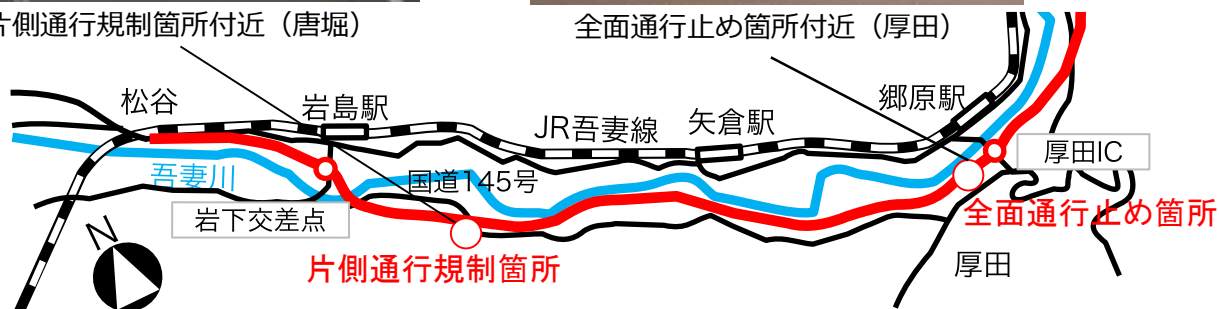 片側通行規制箇所付近（唐堀）
全面通行止め箇所付近（厚田）
松谷
岩島駅
JR吾妻線
矢倉駅
郷原駅
厚田IC
吾妻川
国道145号
岩下交差点
全面通行止め箇所
N
片側通行規制箇所
厚田